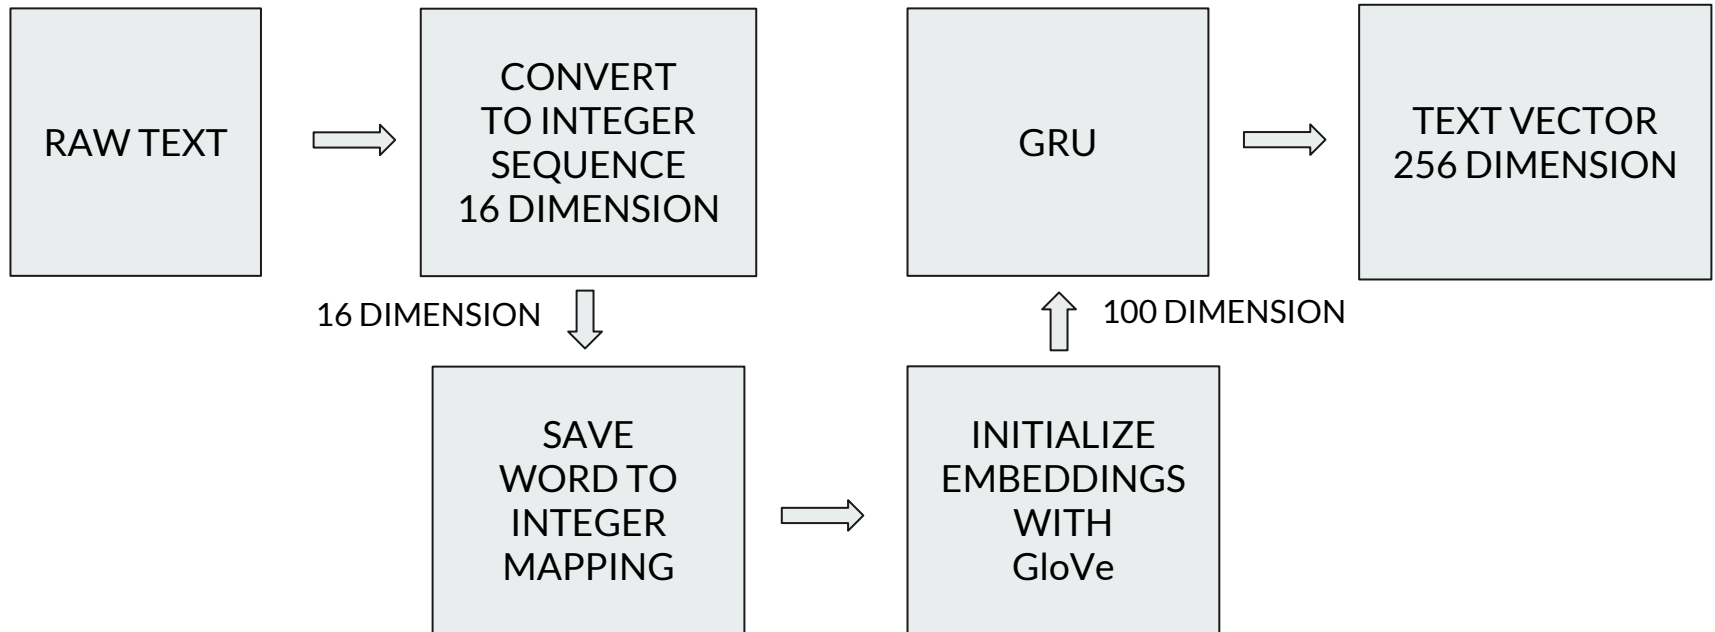 RAW TEXT
CONVERT
TO INTEGER
SEQUENCE
16 DIMENSION
16 DIMENSION
SAVE
WORD TO
INTEGER
MAPPING
INITIALIZE
EMBEDDINGS
WITH
GloVe
100 DIMENSION
GRU
TEXT VECTOR
256 DIMENSION